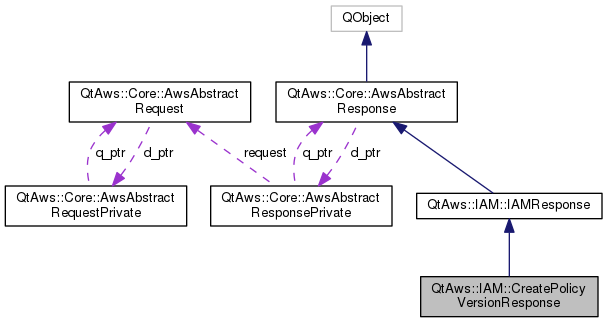 QObject
QtAws::Core::AwsAbstract
Request
QtAws::Core::AwsAbstract
Response
q_ptr
d_ptr
request
q_ptr
d_ptr
QtAws::Core::AwsAbstract
RequestPrivate
QtAws::Core::AwsAbstract
ResponsePrivate
QtAws::IAM::IAMResponse
QtAws::IAM::CreatePolicy
VersionResponse